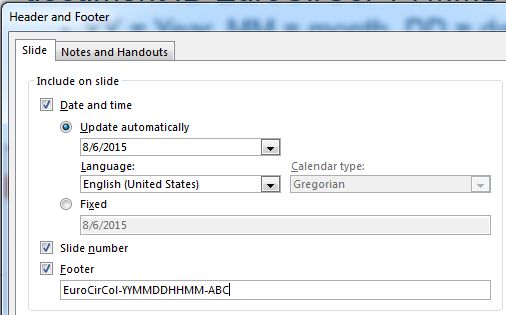 Header and Footer
Slide
Notes and Handouts
Include on slide
Date and time
Update automatically
8/6/2015
Language:
Calendar type:
English (United States)
Gregorian
Fixed
8/6/2015
Slide number
Footer
EuroCirCol-YYMMDDHHMM-ABC